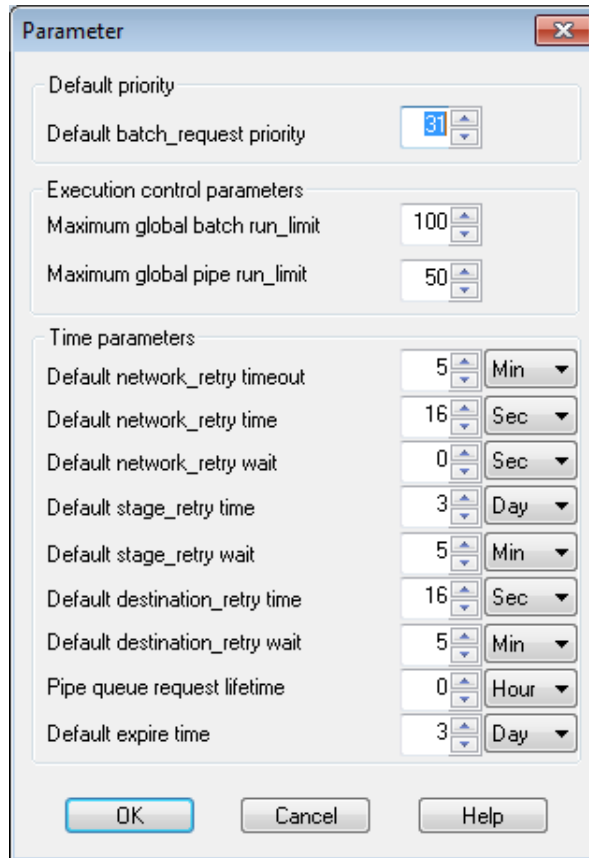 Parameter
Default priority
Default batch_request priority 31
Execution control parameters
Maximum global batch run_limit 100
Maximum global pipe run_limit 50
Time parameters
Default network_retry timeout 5 Min
Default network_retry time 16 Sec
Default network_retry wait 0 Sec
Default stage_retry time 3 Day
Default stage_retry wait 5 Min
Default destination_retry time 16 Sec
Default destination_retry wait 5 Min
Pipe queue request lifetime 0 Hour
Default expire time 3 Day
OK Cancel Help